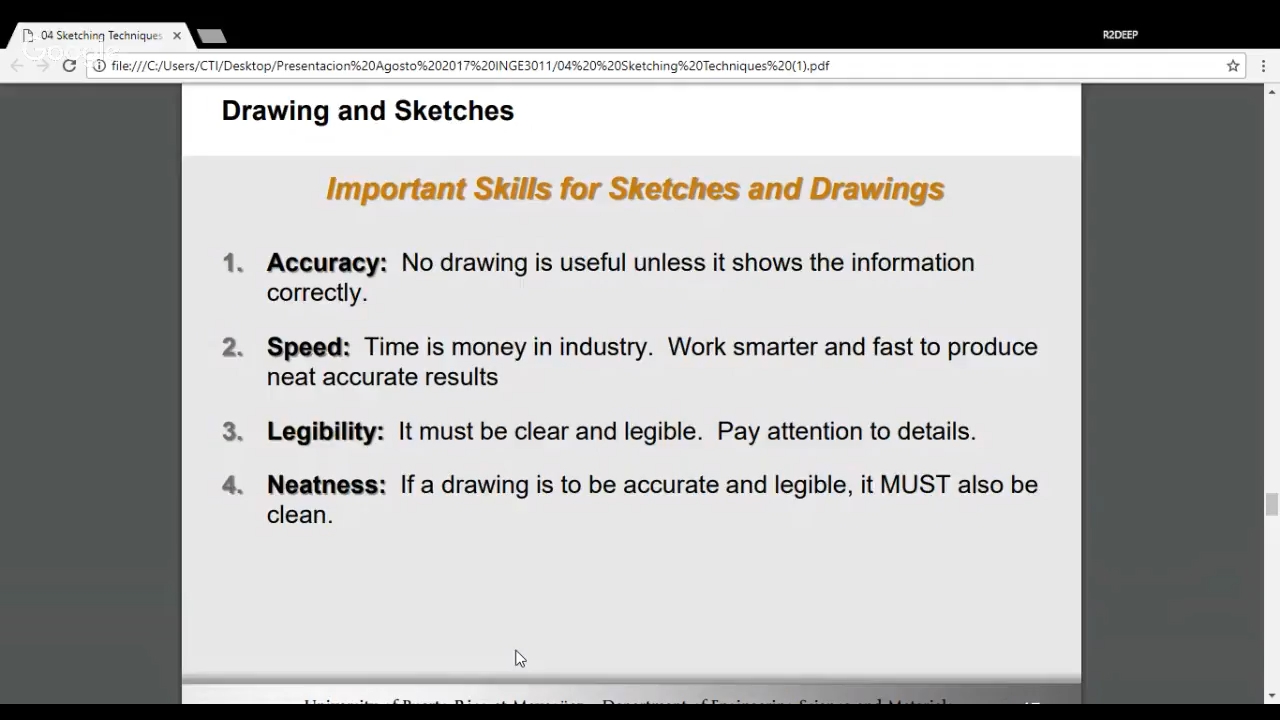 04 Sketching Techniques
R2DEEP
Google
file:///C:/Users/CTI/Desktop/Presentacion%20Agosto%202017%20INGE3011/04%20%20Sketching%20Techniques%20(1).pdf
Drawing and Sketches
Important Skills for Sketches and Drawings
1. Accuracy: No drawing is useful unless it shows the information
correctly.
2. Speed: Time is money in industry. Work smarter and fast to produce
neat accurate results
3. Legibility: It must be clear and legible. Pay attention to details.
4. Neatness: If a drawing is to be accurate and legible, it MUST also be
clean.